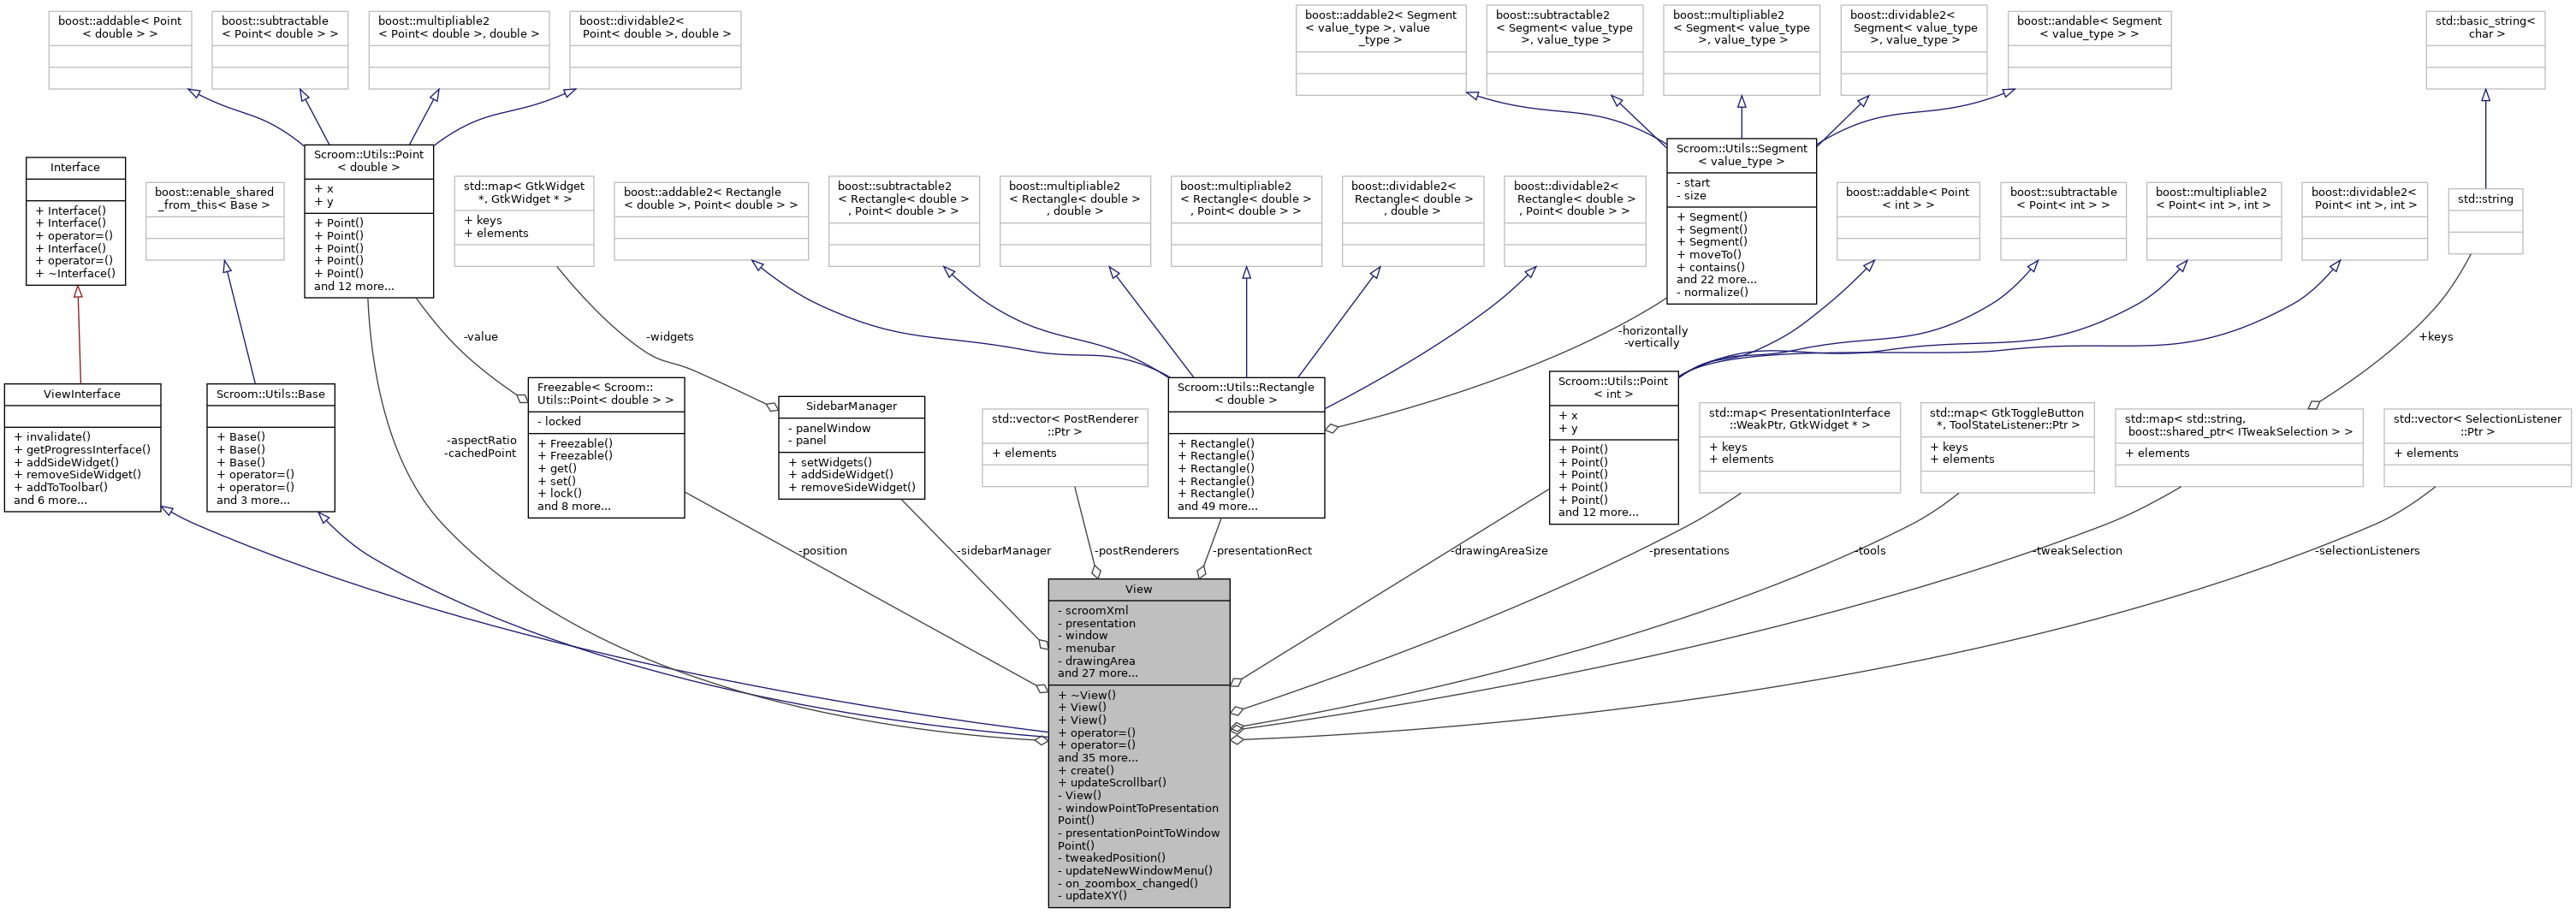 boost::addable< Point
< double > >
boost::subtractable
< Point< double > >
boost::multipliable2
< Point< double >, double >
boost::dividable2<
Point< double >, double >
boost::addable2< Segment
< value_type >, value
_type >
boost::subtractable2
< Segment< value_type
>, value_type >
boost::multipliable2
< Segment< value_type
>, value_type >
boost::dividable2<
Segment< value_type
>, value_type >
boost::andable< Segment
< value_type > >
std::basic_string<
char >
Interface
+ Interface()
+ Interface()
+ operator=()
+ Interface()
+ operator=()
+ ~Interface()
boost::enable_shared
_from_this< Base >
Scroom::Utils::Point
< double >
+ x
+ y
+ Point()
+ Point()
+ Point()
+ Point()
+ Point()
and 12 more...
std::map< GtkWidget
*, GtkWidget * >
+ keys
+ elements
boost::addable2< Rectangle
< double >, Point< double > >
boost::subtractable2
< Rectangle< double >
, Point< double > >
boost::multipliable2
< Rectangle< double >
, double >
boost::multipliable2
< Rectangle< double >
, Point< double > >
boost::dividable2<
Rectangle< double >
, double >
boost::dividable2<
Rectangle< double >
, Point< double > >
Scroom::Utils::Segment
< value_type >
- start
- size
+ Segment()
+ Segment()
+ Segment()
+ moveTo()
+ contains()
and 22 more...
- normalize()
boost::addable< Point
< int > >
boost::subtractable
< Point< int > >
boost::multipliable2
< Point< int >, int >
boost::dividable2<
Point< int >, int >
std::string
-value
-widgets
-horizontally
-vertically
+keys
ViewInterface
+ invalidate()
+ getProgressInterface()
+ addSideWidget()
+ removeSideWidget()
+ addToToolbar()
and 6 more...
Scroom::Utils::Base
+ Base()
+ Base()
+ Base()
+ operator=()
+ operator=()
and 3 more...
-aspectRatio
-cachedPoint
Freezable< Scroom::
Utils::Point< double > >
- locked
+ Freezable()
+ Freezable()
+ get()
+ set()
+ lock()
and 8 more...
SidebarManager
- panelWindow
- panel
+ setWidgets()
+ addSideWidget()
+ removeSideWidget()
std::vector< PostRenderer
::Ptr >
+ elements
Scroom::Utils::Rectangle
< double >
+ Rectangle()
+ Rectangle()
+ Rectangle()
+ Rectangle()
+ Rectangle()
and 49 more...
Scroom::Utils::Point
< int >
+ x
+ y
+ Point()
+ Point()
+ Point()
+ Point()
+ Point()
and 12 more...
std::map< PresentationInterface
::WeakPtr, GtkWidget * >
+ keys
+ elements
std::map< GtkToggleButton
*, ToolStateListener::Ptr >
+ keys
+ elements
std::map< std::string,
boost::shared_ptr< ITweakSelection > >
+ elements
std::vector< SelectionListener
::Ptr >
+ elements
-position
-sidebarManager
-postRenderers
-presentationRect
-drawingAreaSize
-presentations
-tools
-tweakSelection
-selectionListeners
View
- scroomXml
- presentation
- window
- menubar
- drawingArea
and 27 more...
+ ~View()
+ View()
+ View()
+ operator=()
+ operator=()
and 35 more...
+ create()
+ updateScrollbar()
- View()
- windowPointToPresentation
Point()
- presentationPointToWindow
Point()
- tweakedPosition()
- updateNewWindowMenu()
- on_zoombox_changed()
- updateXY()